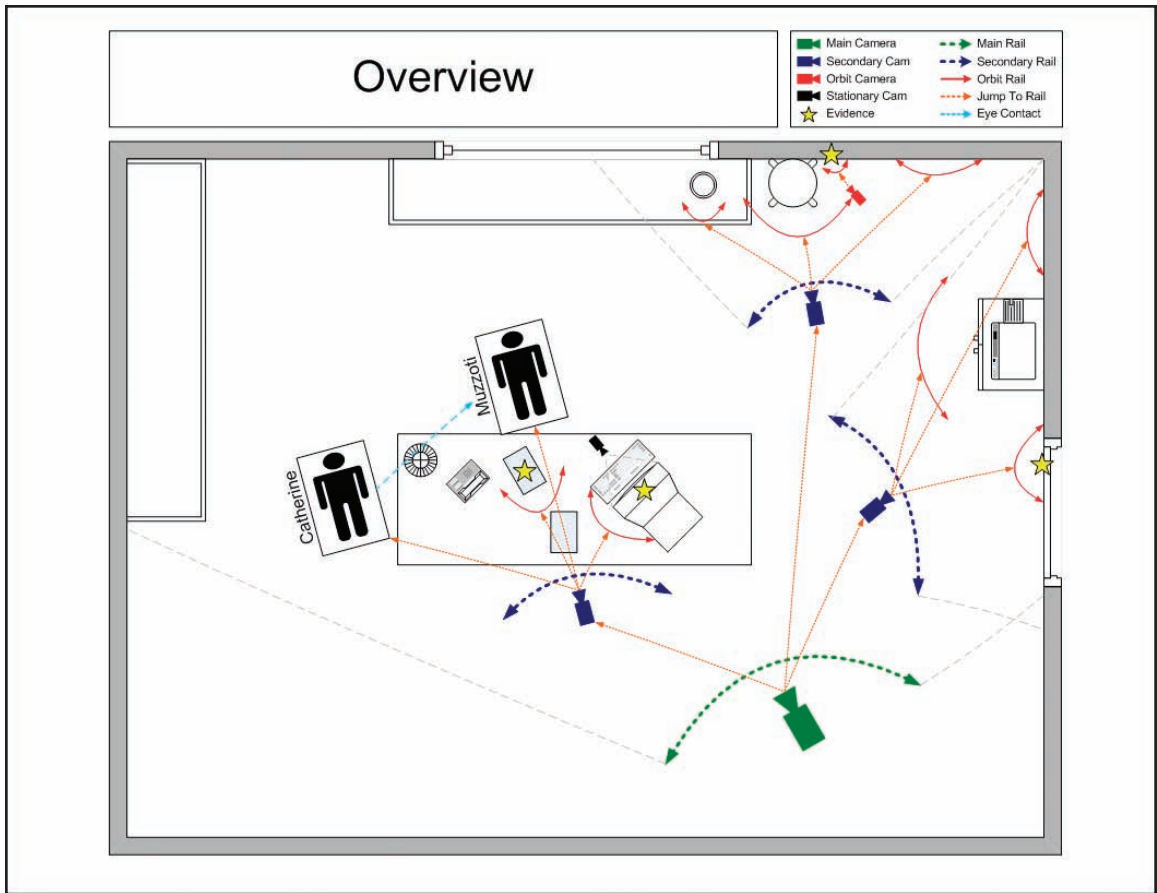 Overview
Main Camera
Secondary Cam
Orbit Camera
Stationary Cam
Evidence
Main Rail
Secondary Rail
Orbit Rail
Jump To Rail
Eye Contact
Muzzoti
Catherine